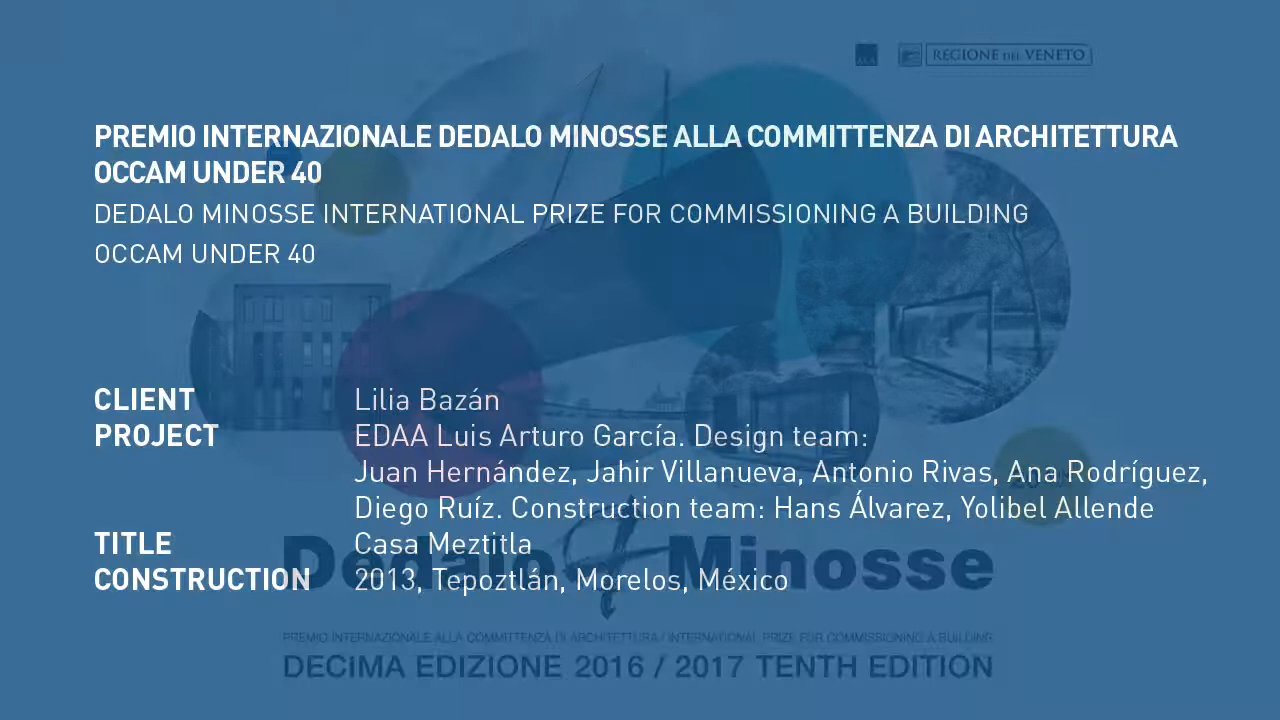 ALA REGIONE DEL VENETO
PREMIO INTERNAZIONALE DEDALO MINOSSE ALLA COMMITTENZA DI ARCHITETTURA
OCCAM UNDER 40
DEDALO MINOSSE INTERNATIONAL PRIZE FOR COMMISSIONING A BUILDING
OCCAM UNDER 40
CLIENT Lilia Bazán
PROJECT EDAA Luis Arturo García. Design team:
Juan Hernández, Jahir Villanueva, Antonio Rivas, Ana Rodríguez,
Diego Ruíz. Construction team: Hans Álvarez, Yolibel Allende
TITLE Casa Meztitla
CONSTRUCTION 2013, Tepoztlán, Morelos, México
Dedalo Minosse
PREMIO INTERNAZIONALE ALLA COMMITTENZA DI ARCHITETTURA / INTERNATIONAL PRIZE FOR COMMISSIONING A BUILDING
DECIMA EDIZIONE 2016 / 2017 TENTH EDITION